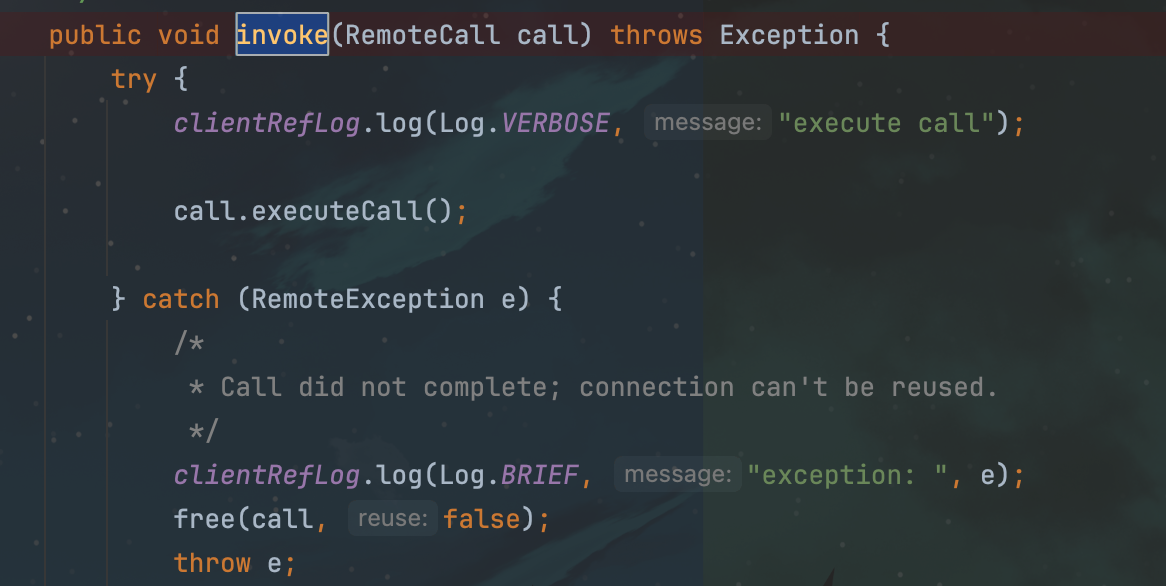 public void invoke(RemoteCall call) throws Exception {
try {
clientRefLog.log(Log.VERBOSE, message: "execute call");
call.executeCall();
} catch (RemoteException e) {
/*
* Call did not complete; connection can't be reused.
*/
clientRefLog.log(Log.BRIEF, message: "exception: ", e);
free(call, reuse: false);
throw e;